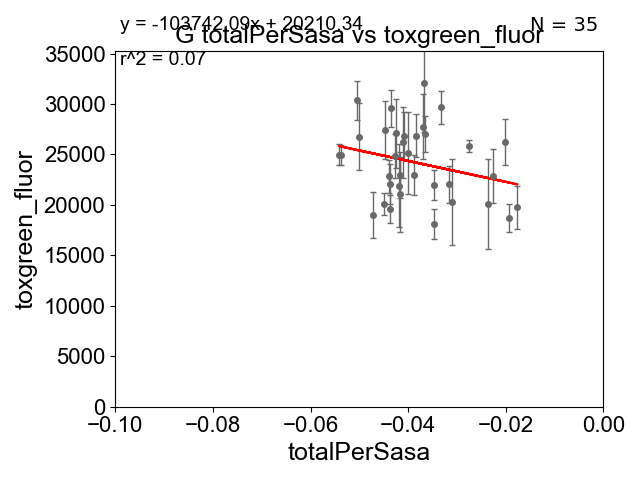 y = -103742.09x + 20210.34
N = 35
G totalPerSasa vs toxgreen_fluor
r^2 = 0.07
35000
30000
25000
20000
15000
10000
5000
0
toxgreen_fluor
−0.10 −0.08 −0.06 −0.04 −0.02 0.00
totalPerSasa